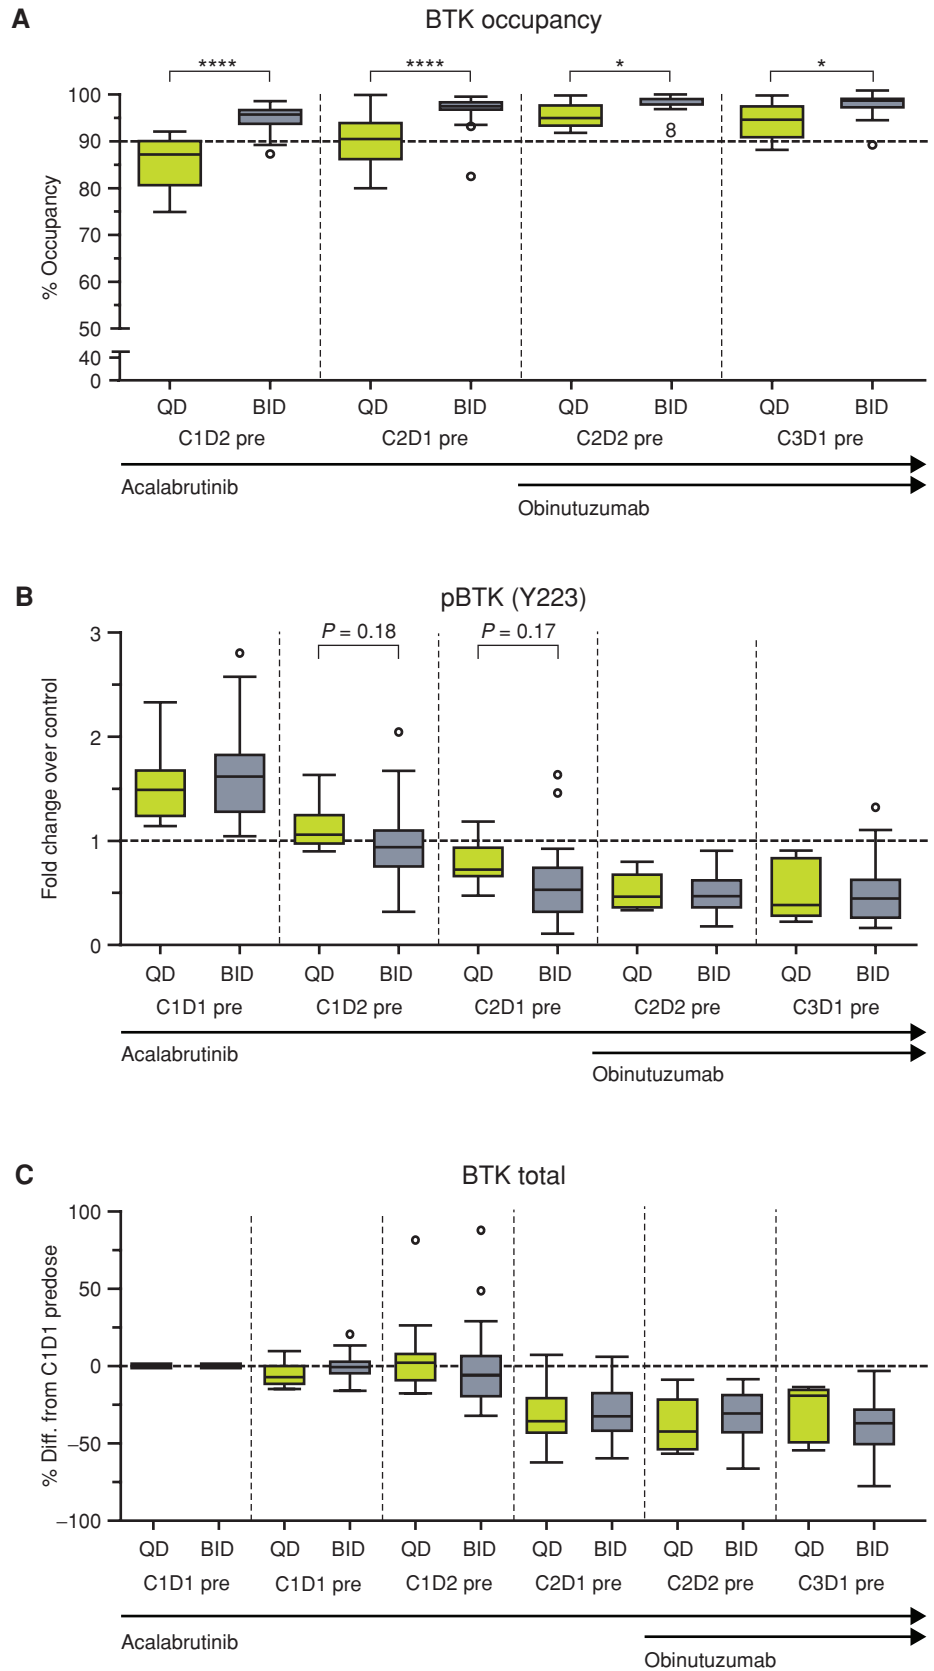 A
BTK occupancy
**** **** * *
% Occupancy
100
90
80
70
60
50
40
0
8
QD BID QD BID QD BID QD BID
C1D2 pre C2D1 pre C2D2 pre C3D1 pre
Acalabrutinib
Obinutuzumab
B
pBTK (Y223)
P = 0.18 P = 0.17
Fold change over control
3
2
1
0
QD BID QD BID QD BID QD BID QD BID
C1D1 pre C1D2 pre C2D1 pre C2D2 pre C3D1 pre
Acalabrutinib
Obinutuzumab
C
BTK total
% Diff. from C1D1 predose
100
50
0
−50
−100
QD BID QD BID QD BID QD BID QD BID QD BID
C1D1 pre C1D1 pre C1D2 pre C2D1 pre C2D2 pre C3D1 pre
Acalabrutinib
Obinutuzumab